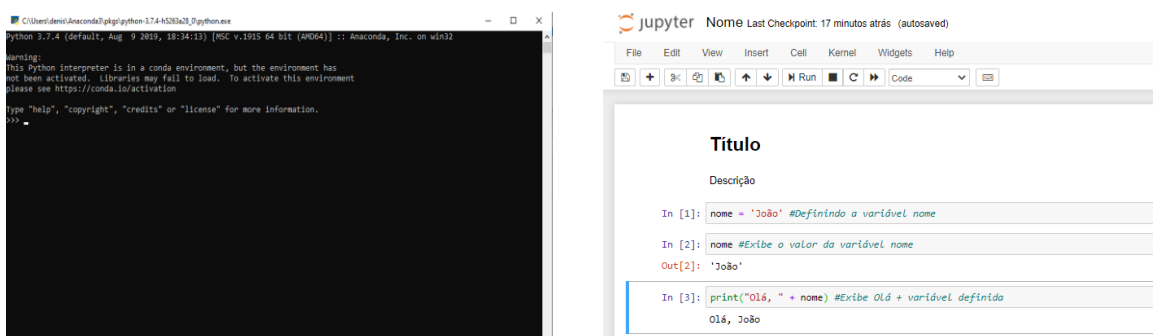 C:\Users\denis\Anaconda3\pkgs\python-3.7.4-h5263a28_0\python.exe
Python 3.7.4 (default, Aug  9 2019, 18:34:13) [MSC v.1915 64 bit (AMD64)] :: Anaconda, Inc. on win32
Warning:
This Python interpreter is in a conda environment, but the environment has
not been activated.  Libraries may fail to load.  To activate this environment
please see https://conda.io/activation
Type "help", "copyright", "credits" or "license" for more information.
>>> _
jupyter Nome Last Checkpoint: 17 minutos atrás (autosaved)
File Edit View Insert Cell Kernel Widgets Help
Run Code
Título
Descrição
In [1]: nome = 'João' #Definindo a variável nome
In [2]: nome #Exibe o valor da variável nome
Out[2]: 'João'
In [3]: print("Olá, " + nome) #Exibe Olá + variável definida
Olá, João